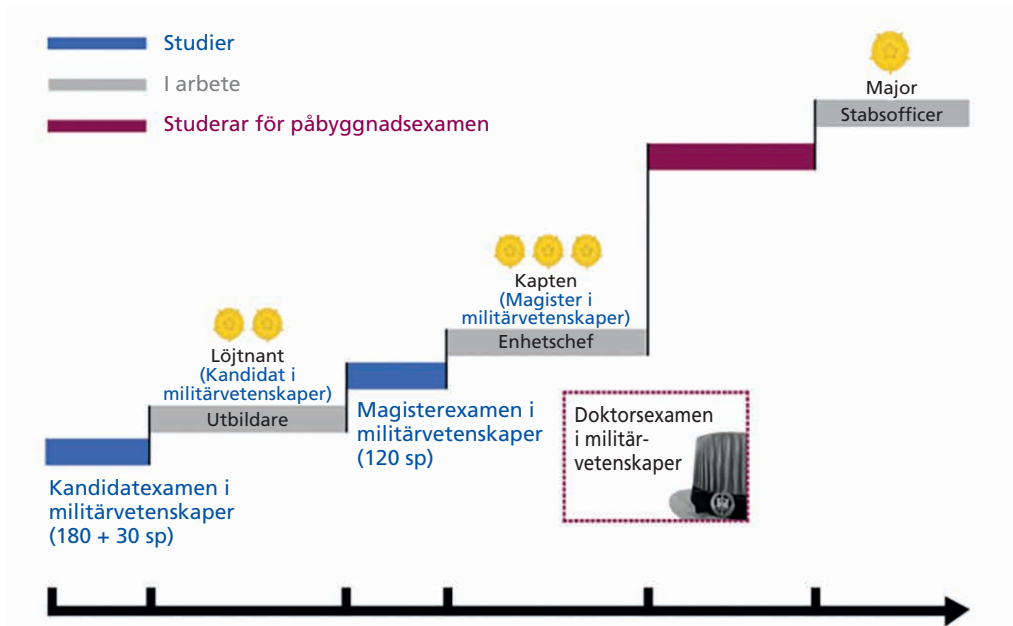 Studier
I arbete
Studerar för påbyggnadsexamen
Major
Stabsofficer
Kapten
(Magister i
militärvetenskaper)
Enhetschef
Löjtnant
(Kandidat i
militärvetenskaper)
Utbildare
Magisterexamen i
militärvetenskaper
(120 sp)
Doktorsexamen
i militär-
vetenskaper
Kandidatexamen i
militärvetenskaper
(180 + 30 sp)